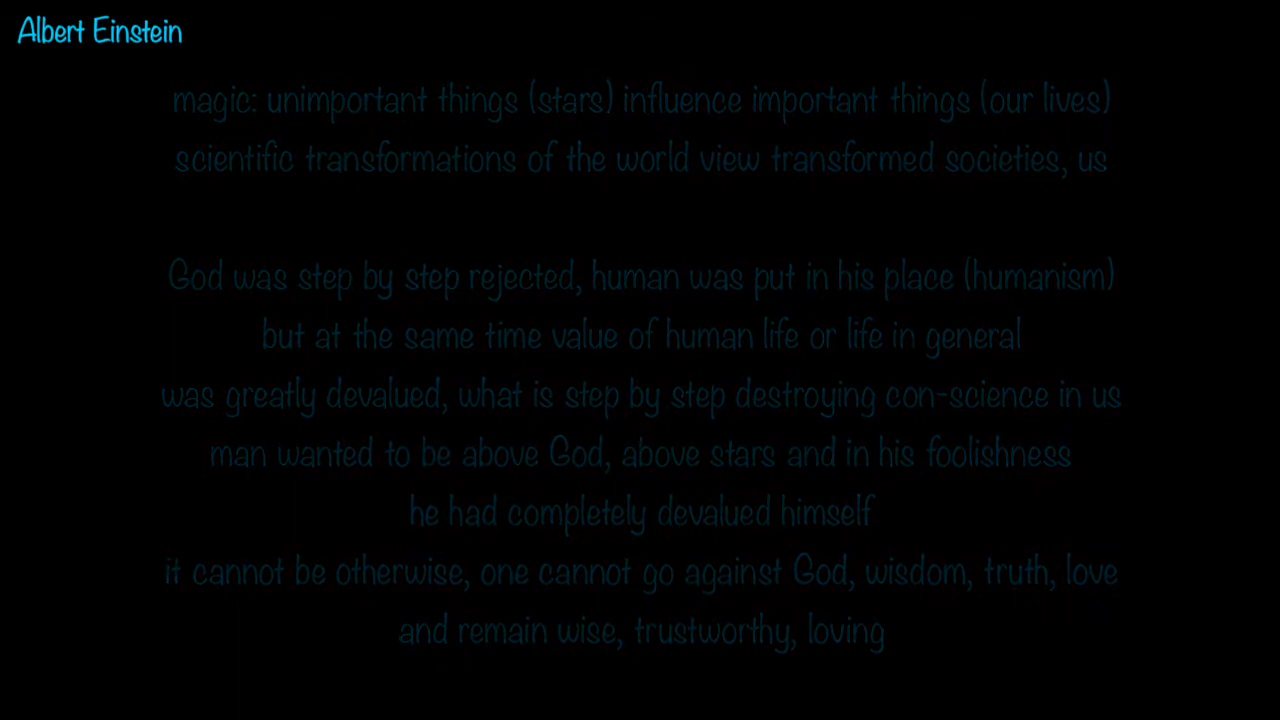 Albert Einstein
magic: unimportant things (stars) influence important things (our lives)
scientific transformations of the world view transformed societies, us
God was step by step rejected, human was put in his place (humanism)
but at the same time value of human life or life in general
was greatly devalued, what is step by step destroying con-science in us
man wanted to be above God, above stars and in his foolishness
he had completely devalued himself
it cannot be otherwise, one cannot go against God, wisdom, truth, love
and remain wise, trustworthy, loving